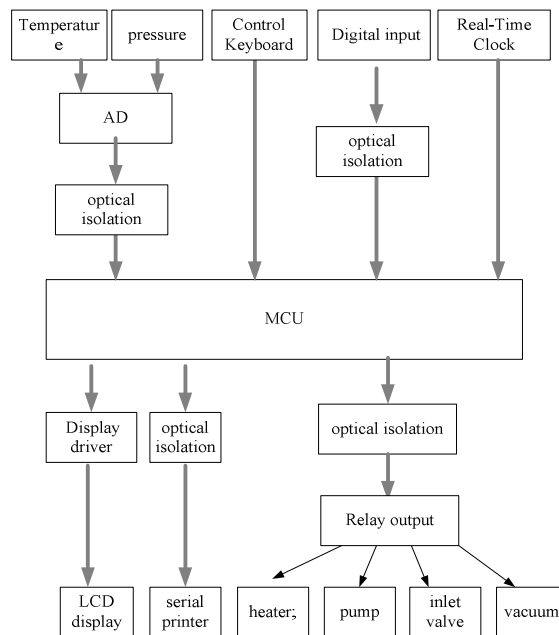 Temperatur
e
pressure
Control
Keyboard
Digital input
Real-Time
Clock
AD
optical
isolation
optical
isolation
MCU
Display
driver
optical
isolation
optical isolation
Relay output
LCD
display
serial
printer
heater;
pump
inlet
valve
vacuum